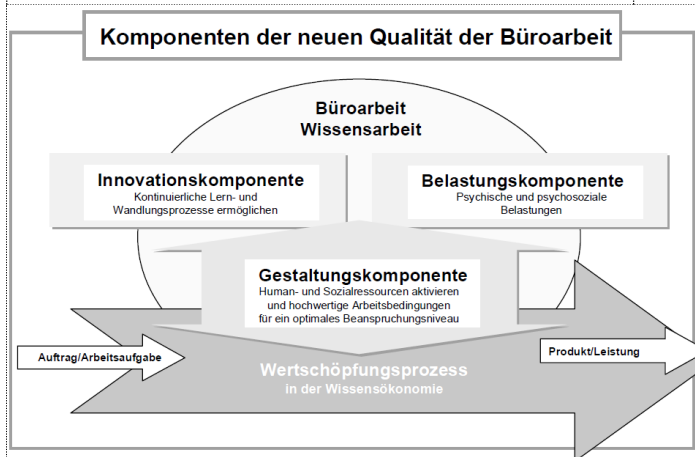 Komponenten der neuen Qualität der Büroarbeit
Büroarbeit
Wissensarbeit
Innovationskomponente
Kontinuierliche Lern- und
Wandlungsprozesse ermöglichen
Belastungskomponente
Psychische und psychosoziale
Belastungen
Gestaltungskomponente
Human- und Sozialressourcen aktivieren
und hochwertige Arbeitsbedingungen
für ein optimales Beanspruchungsniveau
Auftrag/Arbeitsaufgabe
Produkt/Leistung
Wertschöpfungsprozess
in der Wissensökonomie